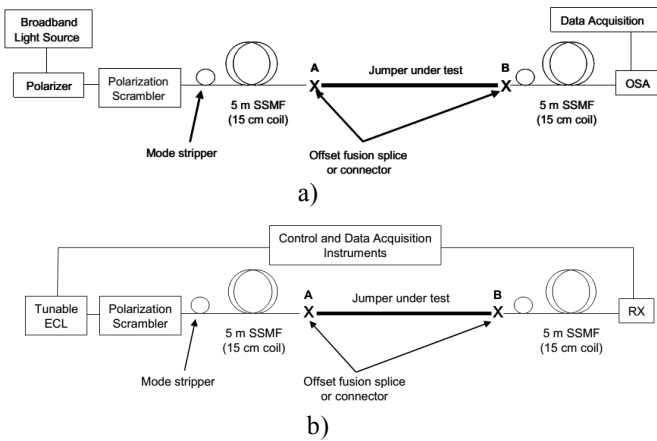 Broadband
Light Source
Data Acquisition
Polarizer
Polarization
Scrambler
A
Jumper under test
B
OSA
5 m SSMF
(15 cm coil)
5 m SSMF
(15 cm coil)
Mode stripper
Offset fusion splice
or connector
a)
Control and Data Acquisition
Instruments
Tunable
ECL
Polarization
Scrambler
A
Jumper under test
B
RX
5 m SSMF
(15 cm coil)
5 m SSMF
(15 cm coil)
Mode stripper
Offset fusion splice
or connector
b)